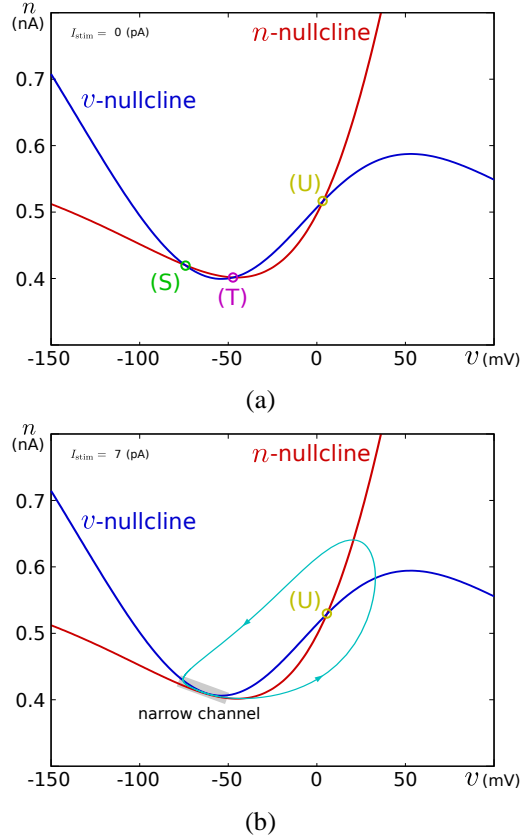 n
(nA)
I_stim = 0 (pA)
n-nullcline
0.7
v-nullcline
0.6
(U)
0.5
0.4
(S)
(T)
-150 -100 -50 0 50 v (mV)
(a)
n
(nA)
I_stim = 7 (pA)
n-nullcline
0.7
v-nullcline
0.6
(U)
0.5
0.4
narrow channel
-150 -100 -50 0 50 v (mV)
(b)